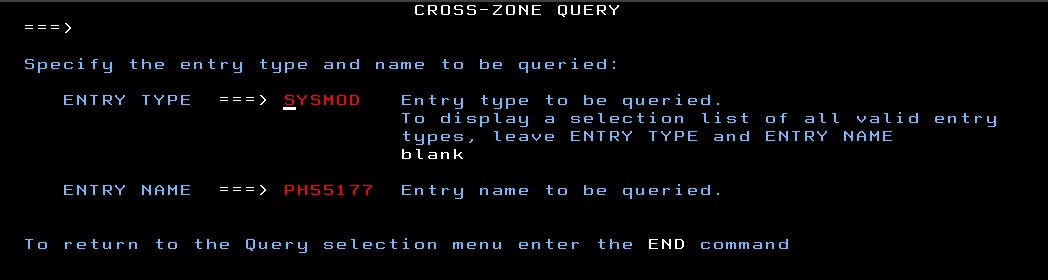 CROSS-ZONE QUERY
===>
Specify the entry type and name to be queried:
ENTRY TYPE ===> SYSMOD Entry type to be queried.
To display a selection list of all valid entry
types, leave ENTRY TYPE and ENTRY NAME
blank
ENTRY NAME ===> PH55177 Entry name to be queried.
To return to the Query selection menu enter the END command